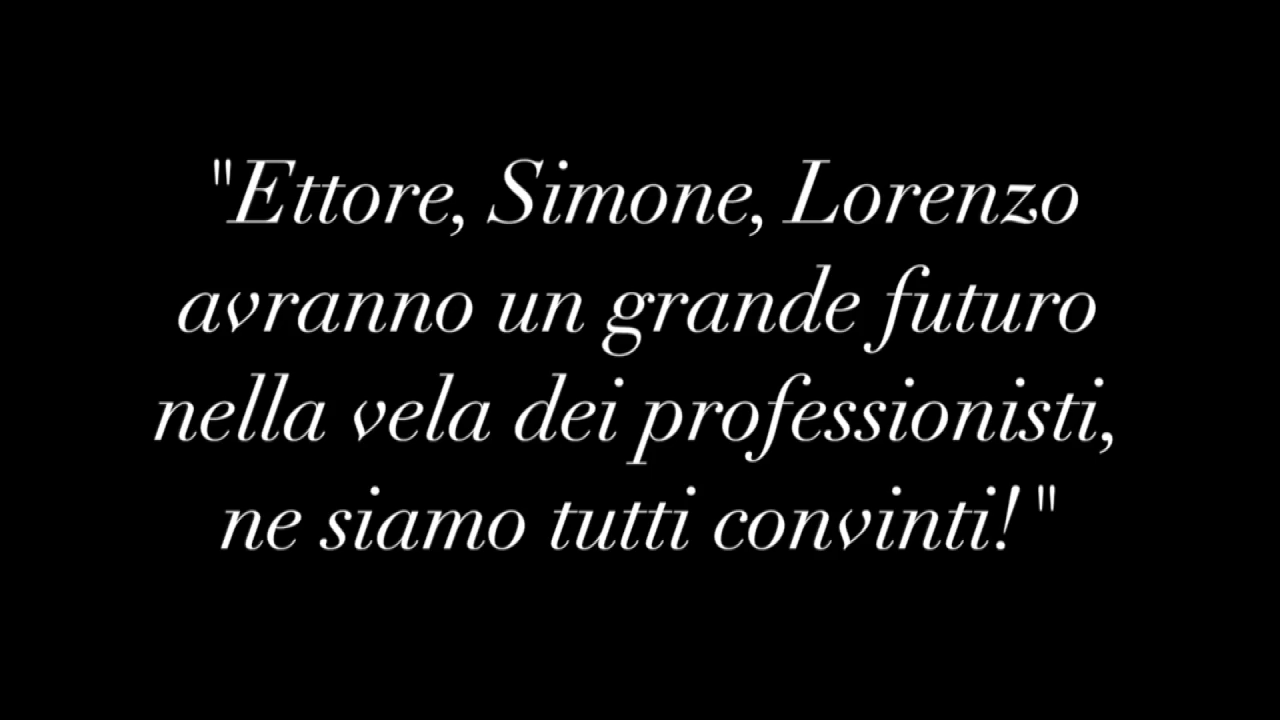 "Ettore, Simone, Lorenzo
avranno un grande futuro
nella vela dei professionisti,
ne siamo tutti convinti!"